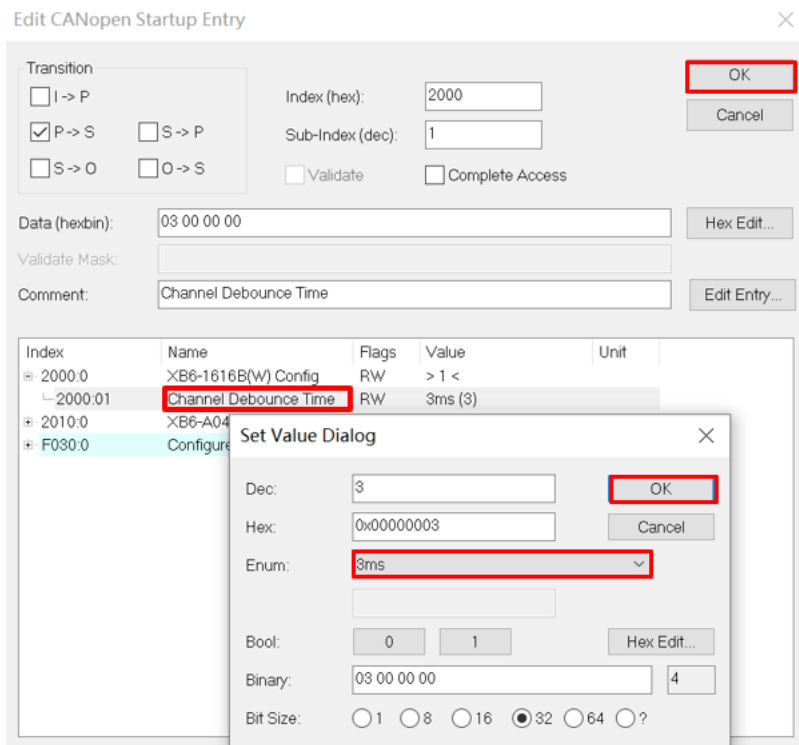 Edit CANopen Startup Entry
Transition
I -> P
P -> S
S -> P
S -> O
O -> S
Index (hex):
2000
Sub-Index (dec):
1
Validate
Complete Access
OK
Cancel
Data (hexbin):
03 00 00 00
Hex Edit...
Validate Mask:
Comment:
Channel Debounce Time
Edit Entry...
Index Name Flags Value Unit
2000:0 XB6-1616B(W) Config RW > 1 <
2000:01 Channel Debounce Time RW 3ms (3)
2010:0 XB6-A04
F030:0 Configure
Set Value Dialog
Dec:
3
OK
Hex:
0x00000003
Cancel
Enum:
3ms
Bool:
0
1
Hex Edit...
Binary:
03 00 00 00
4
Bit Size:
1 8 16 32 64 ?